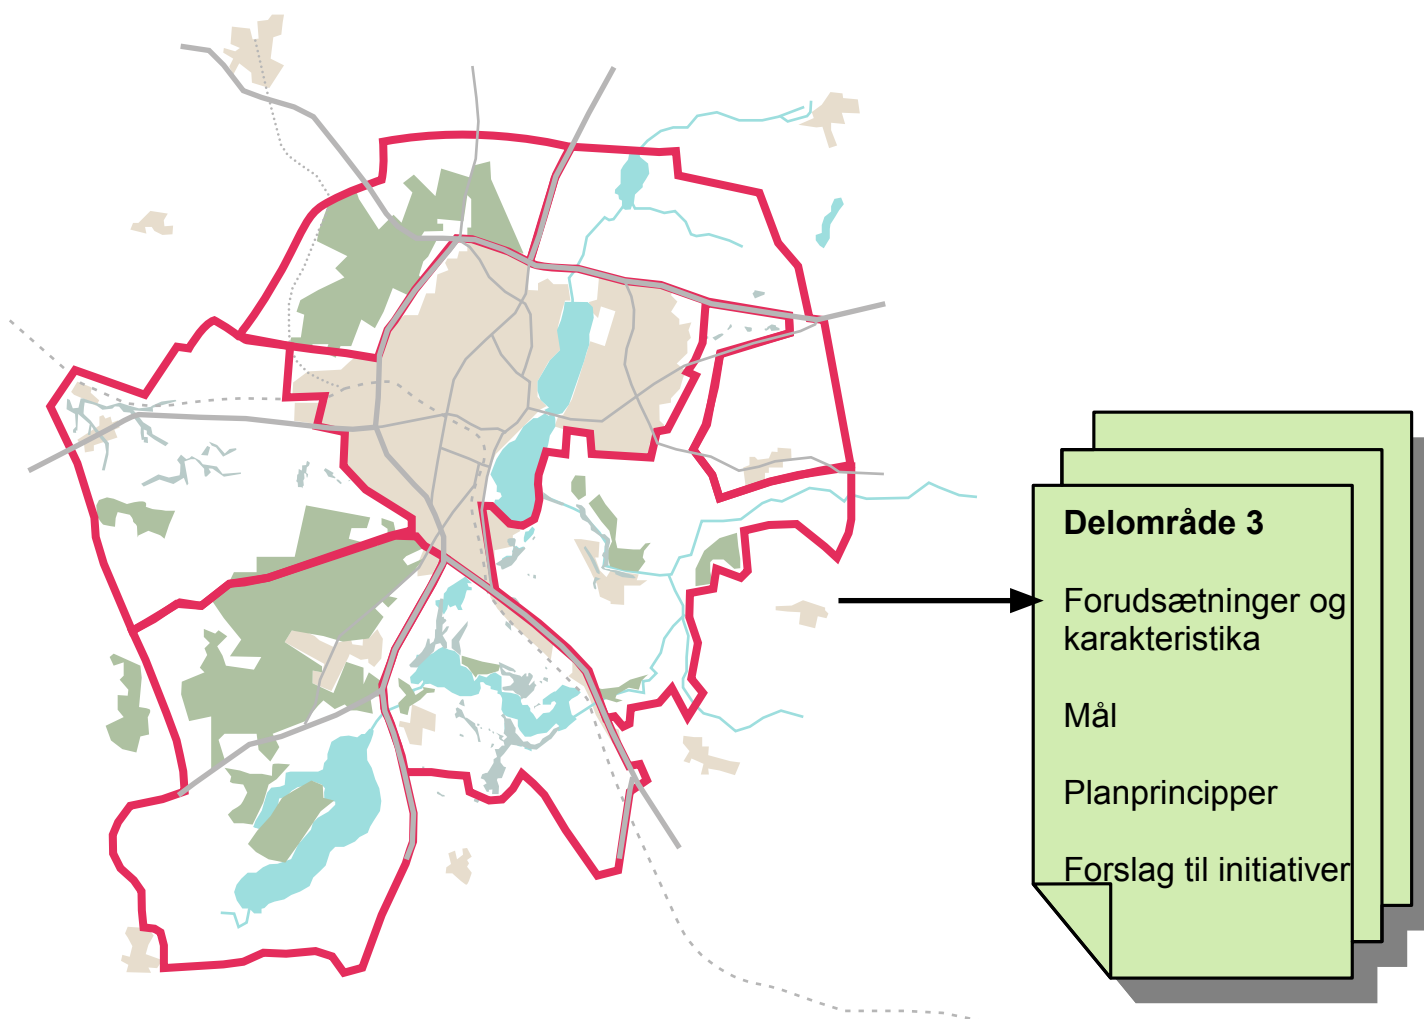 Delområde 3
Forudsætninger og
karakteristika
Mål
Planprincipper
Forslag til initiativer